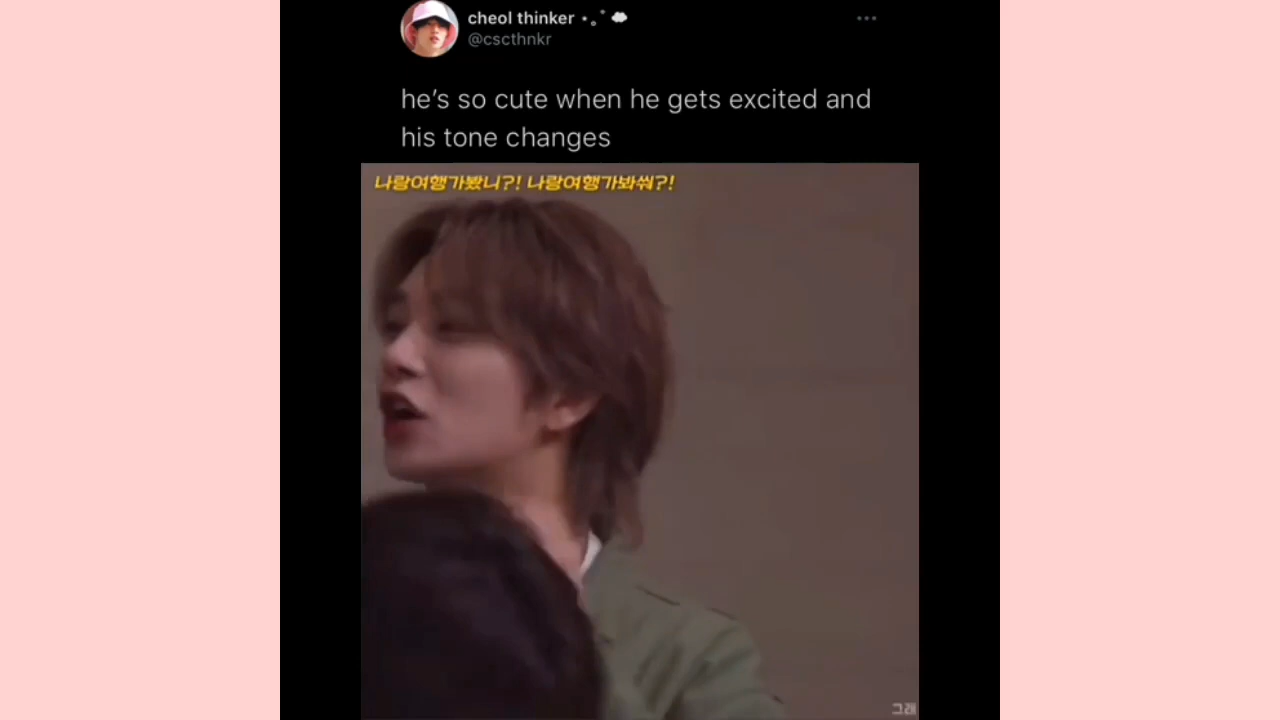 cheol thinker ⋆｡˚ ☁
@cscthnkr
he's so cute when he gets excited and
his tone changes
나랑여행가봤니?! 나랑여행가봐쒀?!
그래